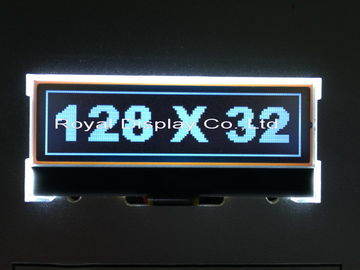 128 X 32
Royal Display Co., Ltd